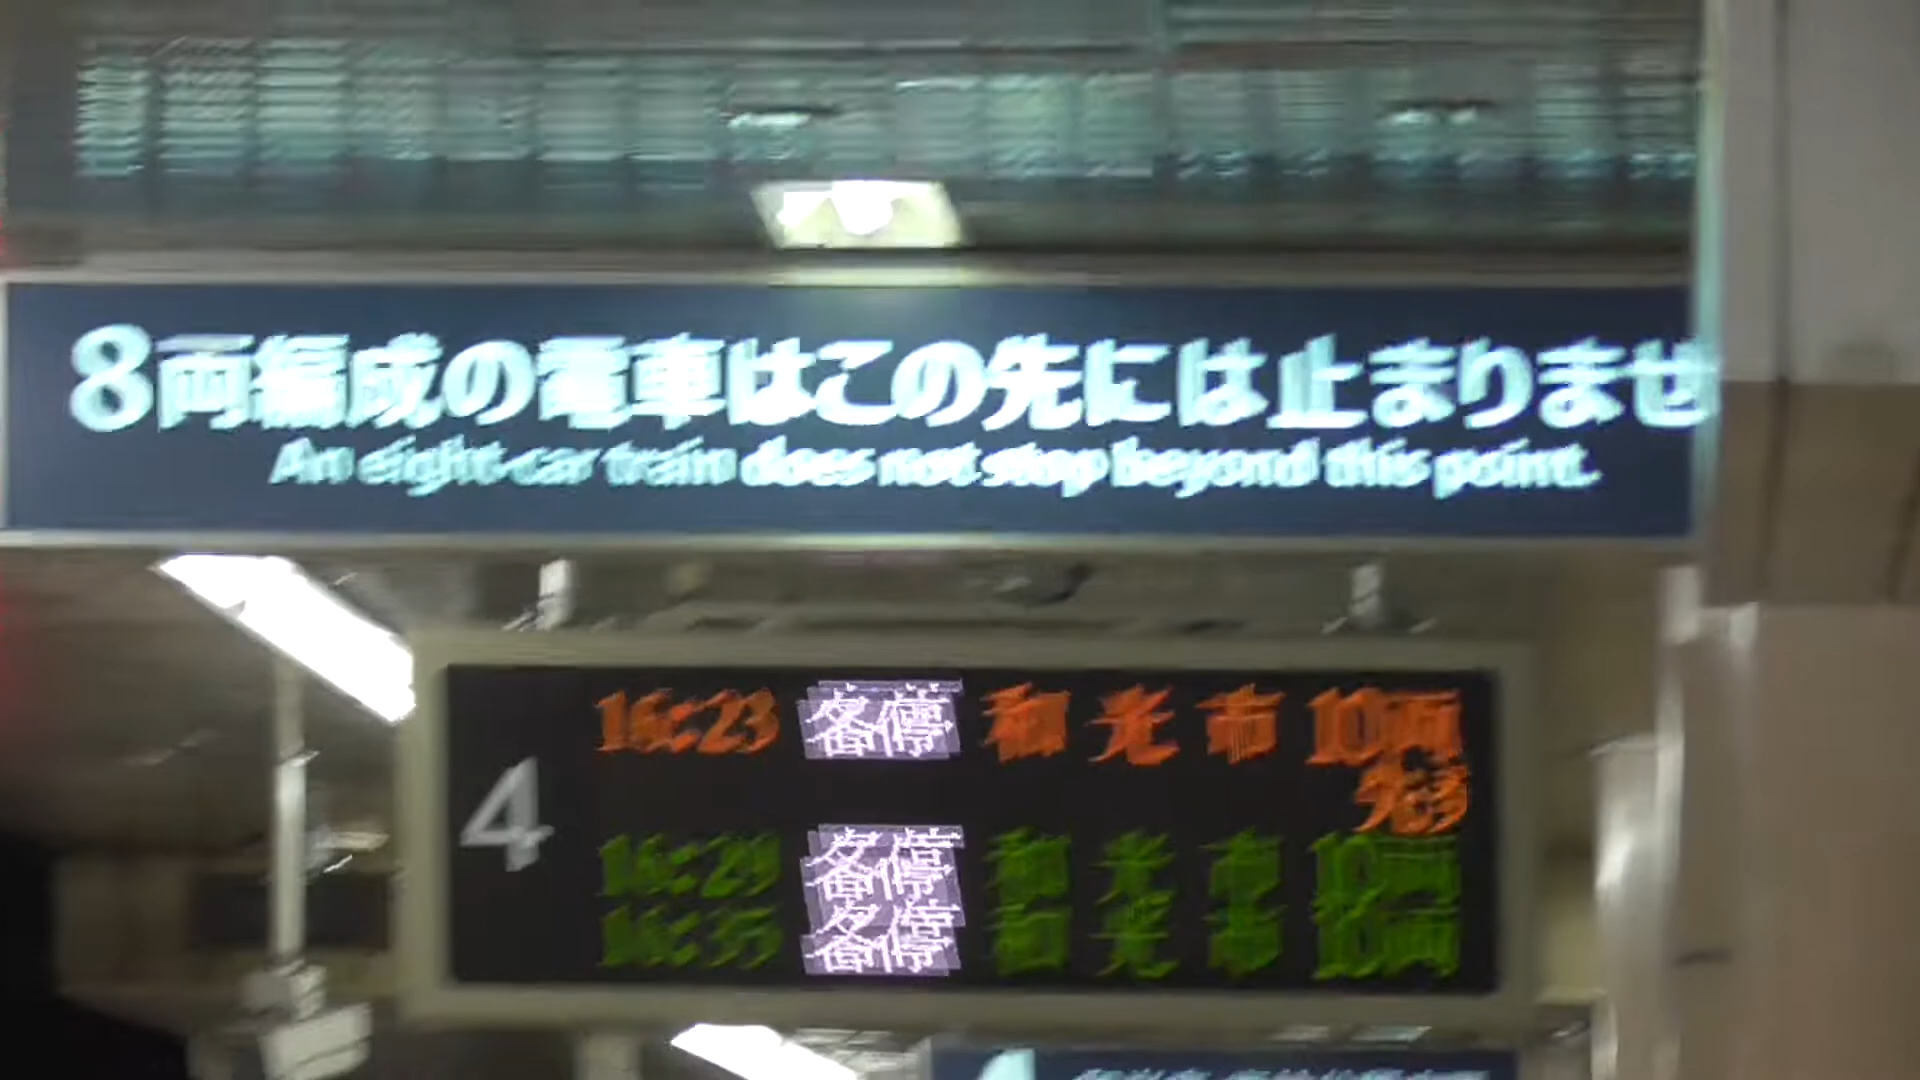 8両編成の電車はこの先には止まりませ
An eight-car train does not stop beyond this point.
4
16:23 各停 和光市 10両
先発
16:29 各停 和光市 10両
16:35 各停 和光市 10両